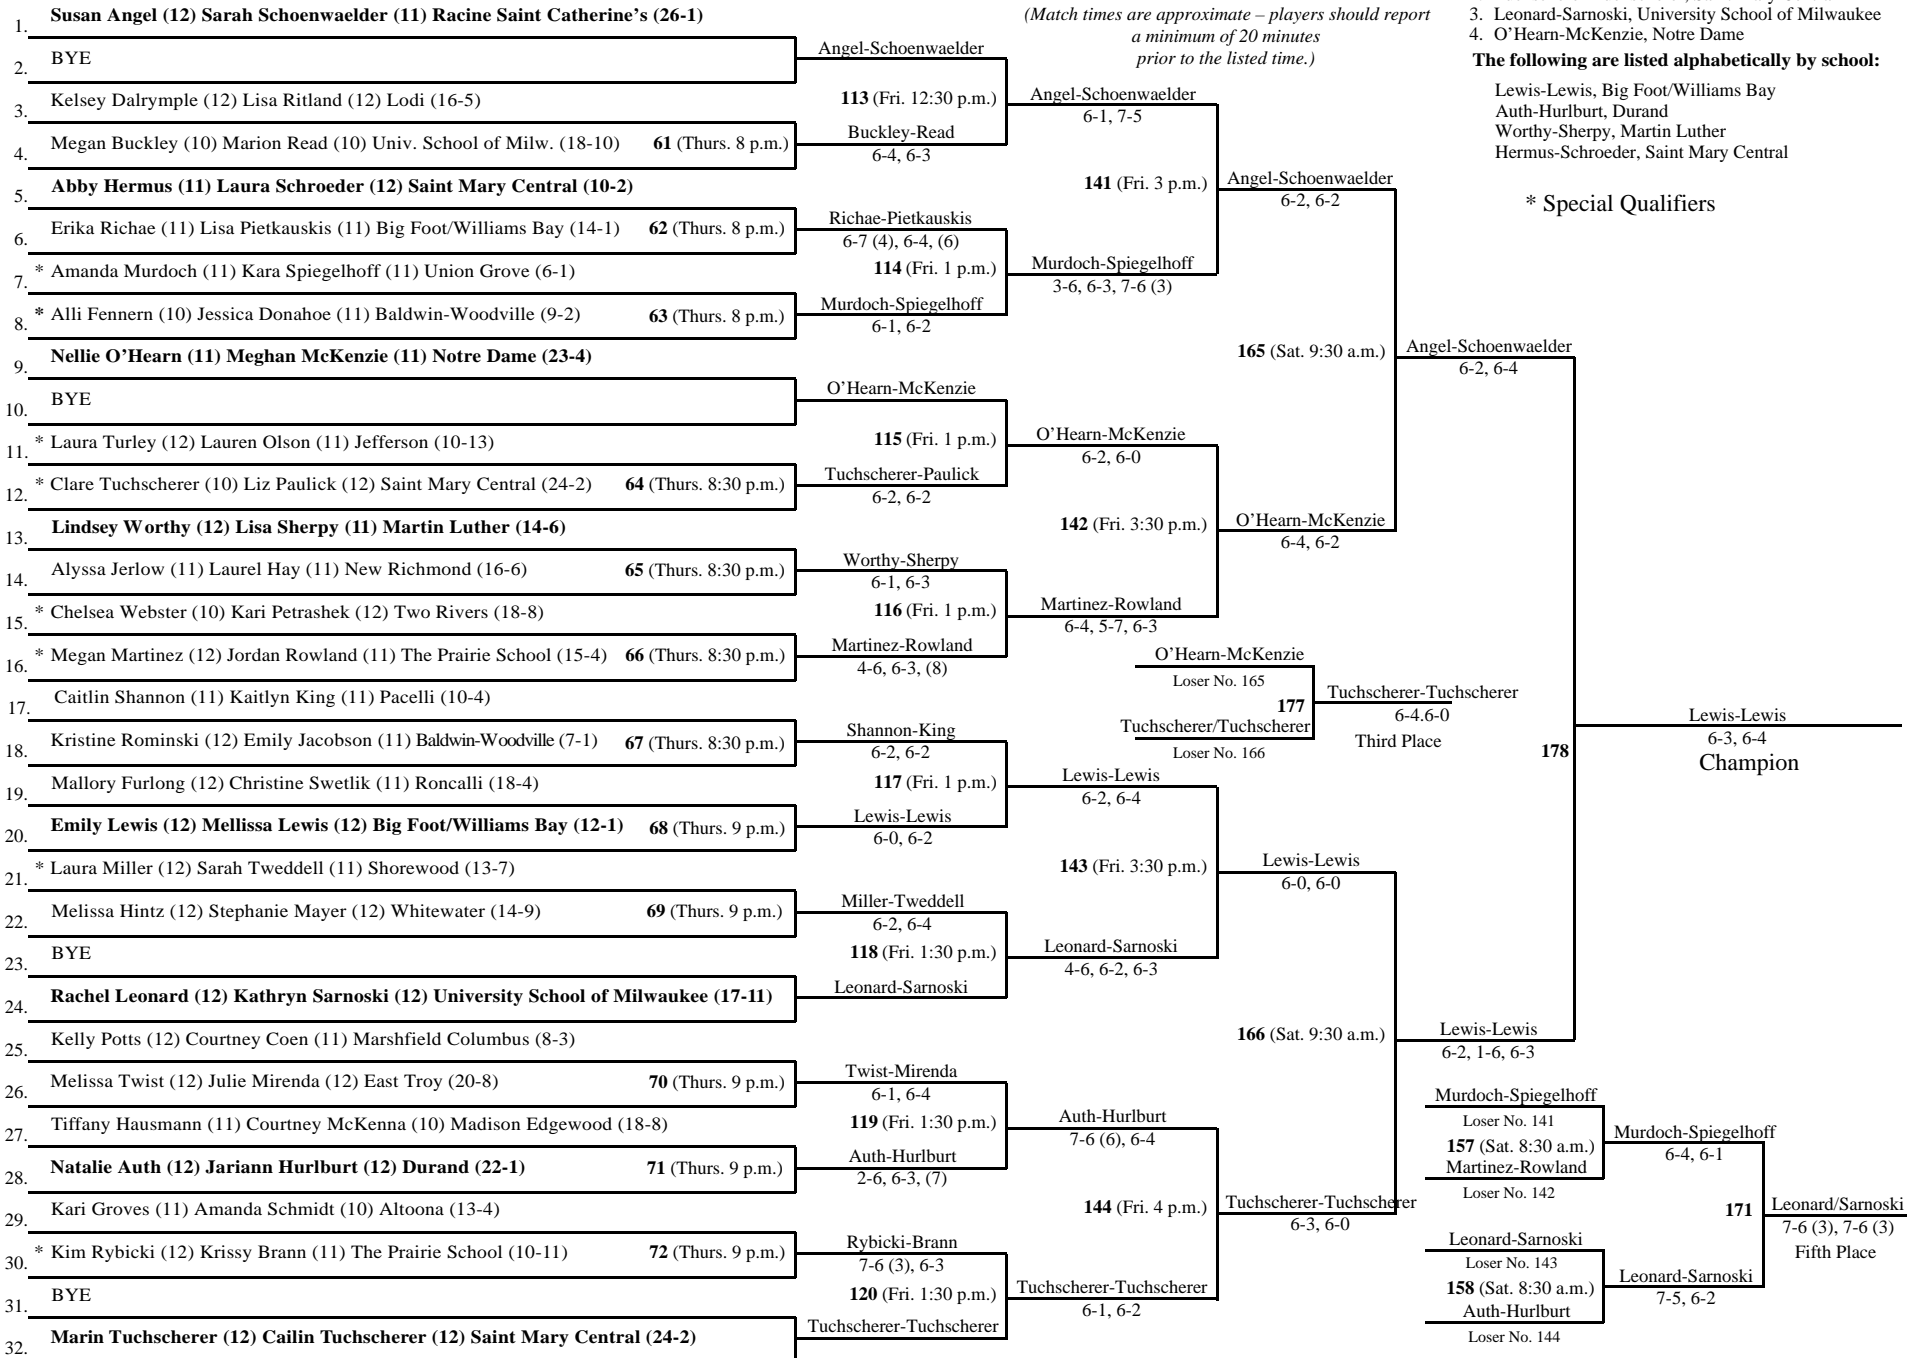 1. Susan Angel (12) Sarah Schoenwaelder (11) Racine Saint Catherine's (26-1)
2. BYE
3. Kelsey Dalrymple (12) Lisa Ritland (12) Lodi (16-5)
4. Megan Buckley (10) Marion Read (10) Univ. School of Milw. (18-10) 61 (Thurs. 8 p.m.)
5. Abby Hermus (11) Laura Schroeder (12) Saint Mary Central (10-2)
6. Erika Richae (11) Lisa Pietkauskis (11) Big Foot/Williams Bay (14-1) 62 (Thurs. 8 p.m.)
7. * Amanda Murdoch (11) Kara Spiegelhoff (11) Union Grove (6-1)
8. * Alli Fennern (10) Jessica Donahoe (11) Baldwin-Woodville (9-2) 63 (Thurs. 8 p.m.)
9. Nellie O'Hearn (11) Meghan McKenzie (11) Notre Dame (23-4)
10. BYE
11. * Laura Turley (12) Lauren Olson (11) Jefferson (10-13)
12. * Clare Tuchscherer (10) Liz Paulick (12) Saint Mary Central (24-2) 64 (Thurs. 8:30 p.m.)
13. Lindsey Worthy (12) Lisa Sherpy (11) Martin Luther (14-6)
14. Alyssa Jerlow (11) Laurel Hay (11) New Richmond (16-6) 65 (Thurs. 8:30 p.m.)
15. * Chelsea Webster (10) Kari Petrashek (12) Two Rivers (18-8)
16. * Megan Martinez (12) Jordan Rowland (11) The Prairie School (15-4) 66 (Thurs. 8:30 p.m.)
17. Caitlin Shannon (11) Kaitlyn King (11) Pacelli (10-4)
18. Kristine Rominski (12) Emily Jacobson (11) Baldwin-Woodville (7-1) 67 (Thurs. 8:30 p.m.)
19. Mallory Furlong (12) Christine Swetlik (11) Roncalli (18-4)
20. Emily Lewis (12) Mellissa Lewis (12) Big Foot/Williams Bay (12-1) 68 (Thurs. 9 p.m.)
21. * Laura Miller (12) Sarah Tweddell (11) Shorewood (13-7)
22. Melissa Hintz (12) Stephanie Mayer (12) Whitewater (14-9) 69 (Thurs. 9 p.m.)
23. BYE
24. Rachel Leonard (12) Kathryn Sarnoski (12) University School of Milwaukee (17-11)
25. Kelly Potts (12) Courtney Coen (11) Marshfield Columbus (8-3)
26. Melissa Twist (12) Julie Mirenda (12) East Troy (20-8) 70 (Thurs. 9 p.m.)
27. Tiffany Hausmann (11) Courtney McKenna (10) Madison Edgewood (18-8)
28. Natalie Auth (12) Jariann Hurlburt (12) Durand (22-1) 71 (Thurs. 9 p.m.)
29. Kari Groves (11) Amanda Schmidt (10) Altoona (13-4)
30. * Kim Rybicki (12) Krissy Brann (11) The Prairie School (10-11) 72 (Thurs. 9 p.m.)
31. BYE
32. Marin Tuchscherer (12) Cailin Tuchscherer (12) Saint Mary Central (24-2)
Angel-Schoenwaelder
113 (Fri. 12:30 p.m.)
Buckley-Read
6-4, 6-3
Richae-Pietkauskis
6-7 (4), 6-4, (6)
114 (Fri. 1 p.m.)
Murdoch-Spiegelhoff
6-1, 6-2
O'Hearn-McKenzie
115 (Fri. 1 p.m.)
Tuchscherer-Paulick
6-2, 6-2
Worthy-Sherpy
6-1, 6-3
116 (Fri. 1 p.m.)
Martinez-Rowland
4-6, 6-3, (8)
Shannon-King
6-2, 6-2
117 (Fri. 1 p.m.)
Lewis-Lewis
6-0, 6-2
Miller-Tweddell
6-2, 6-4
118 (Fri. 1:30 p.m.)
Leonard-Sarnoski
Twist-Mirenda
6-1, 6-4
119 (Fri. 1:30 p.m.)
Auth-Hurlburt
2-6, 6-3, (7)
Rybicki-Brann
7-6 (3), 6-3
120 (Fri. 1:30 p.m.)
Tuchscherer-Tuchscherer
(Match times are approximate – players should report
a minimum of 20 minutes
prior to the listed time.)
Angel-Schoenwaelder
6-1, 7-5
141 (Fri. 3 p.m.)
Murdoch-Spiegelhoff
3-6, 6-3, 7-6 (3)
O'Hearn-McKenzie
6-2, 6-0
142 (Fri. 3:30 p.m.)
Martinez-Rowland
6-4, 5-7, 6-3
Lewis-Lewis
6-2, 6-4
143 (Fri. 3:30 p.m.)
Leonard-Sarnoski
4-6, 6-2, 6-3
Auth-Hurlburt
7-6 (6), 6-4
144 (Fri. 4 p.m.)
Tuchscherer-Tuchscherer
6-1, 6-2
Angel-Schoenwaelder
6-2, 6-2
165 (Sat. 9:30 a.m.)
O'Hearn-McKenzie
6-4, 6-2
Lewis-Lewis
6-0, 6-0
166 (Sat. 9:30 a.m.)
Tuchscherer-Tuchscherer
6-3, 6-0
O'Hearn-McKenzie
Loser No. 165
177
Tuchscherer/Tuchscherer
Loser No. 166
Tuchscherer-Tuchscherer
6-4.6-0
Third Place
Angel-Schoenwaelder
6-2, 6-4
178
Lewis-Lewis
6-2, 1-6, 6-3
Lewis-Lewis
6-3, 6-4
Champion
3. Leonard-Sarnoski, University School of Milwaukee
4. O'Hearn-McKenzie, Notre Dame
The following are listed alphabetically by school:
Lewis-Lewis, Big Foot/Williams Bay
Auth-Hurlburt, Durand
Worthy-Sherpy, Martin Luther
Hermus-Schroeder, Saint Mary Central
* Special Qualifiers
Murdoch-Spiegelhoff
Loser No. 141
157 (Sat. 8:30 a.m.)
Martinez-Rowland
Loser No. 142
Murdoch-Spiegelhoff
6-4, 6-1
171
Leonard-Sarnoski
Loser No. 143
158 (Sat. 8:30 a.m.)
Auth-Hurlburt
Loser No. 144
Leonard-Sarnoski
7-5, 6-2
Leonard/Sarnoski
7-6 (3), 7-6 (3)
Fifth Place